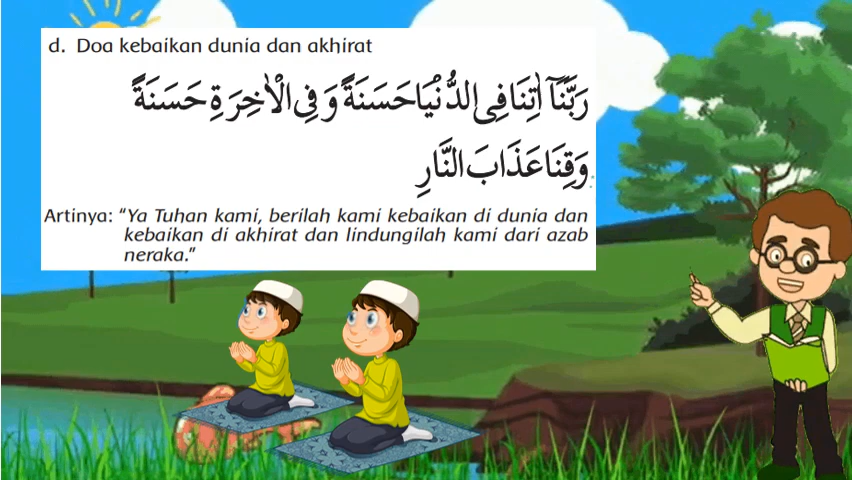 d. Doa kebaikan dunia dan akhirat
رَبَّنَآ اٰتِنَا فِى الدُّنْيَا حَسَنَةً وَ فِى الْاٰخِرَةِ حَسَنَةً
وَقِنَا عَذَابَ النَّارِ
Artinya: “Ya Tuhan kami, berilah kami kebaikan di dunia dan
kebaikan di akhirat dan lindungilah kami dari azab
neraka.”